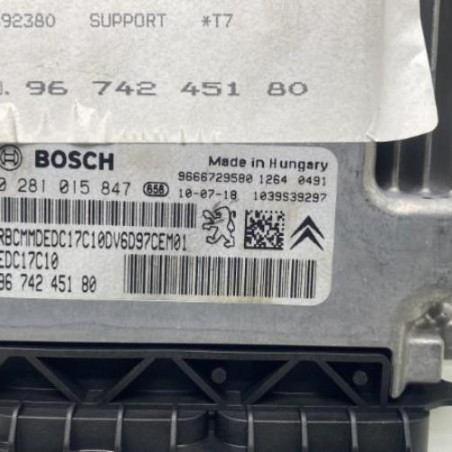 92380 SUPPORT *T7
96 742 451 80
BOSCH Made in Hungary
9666729580 1264 0491
0 281 015 847 658 10-07-18 1039S39297
RBCMMDEDC17C10DV6D97CEM01
EDC17C10
96 742 451 80